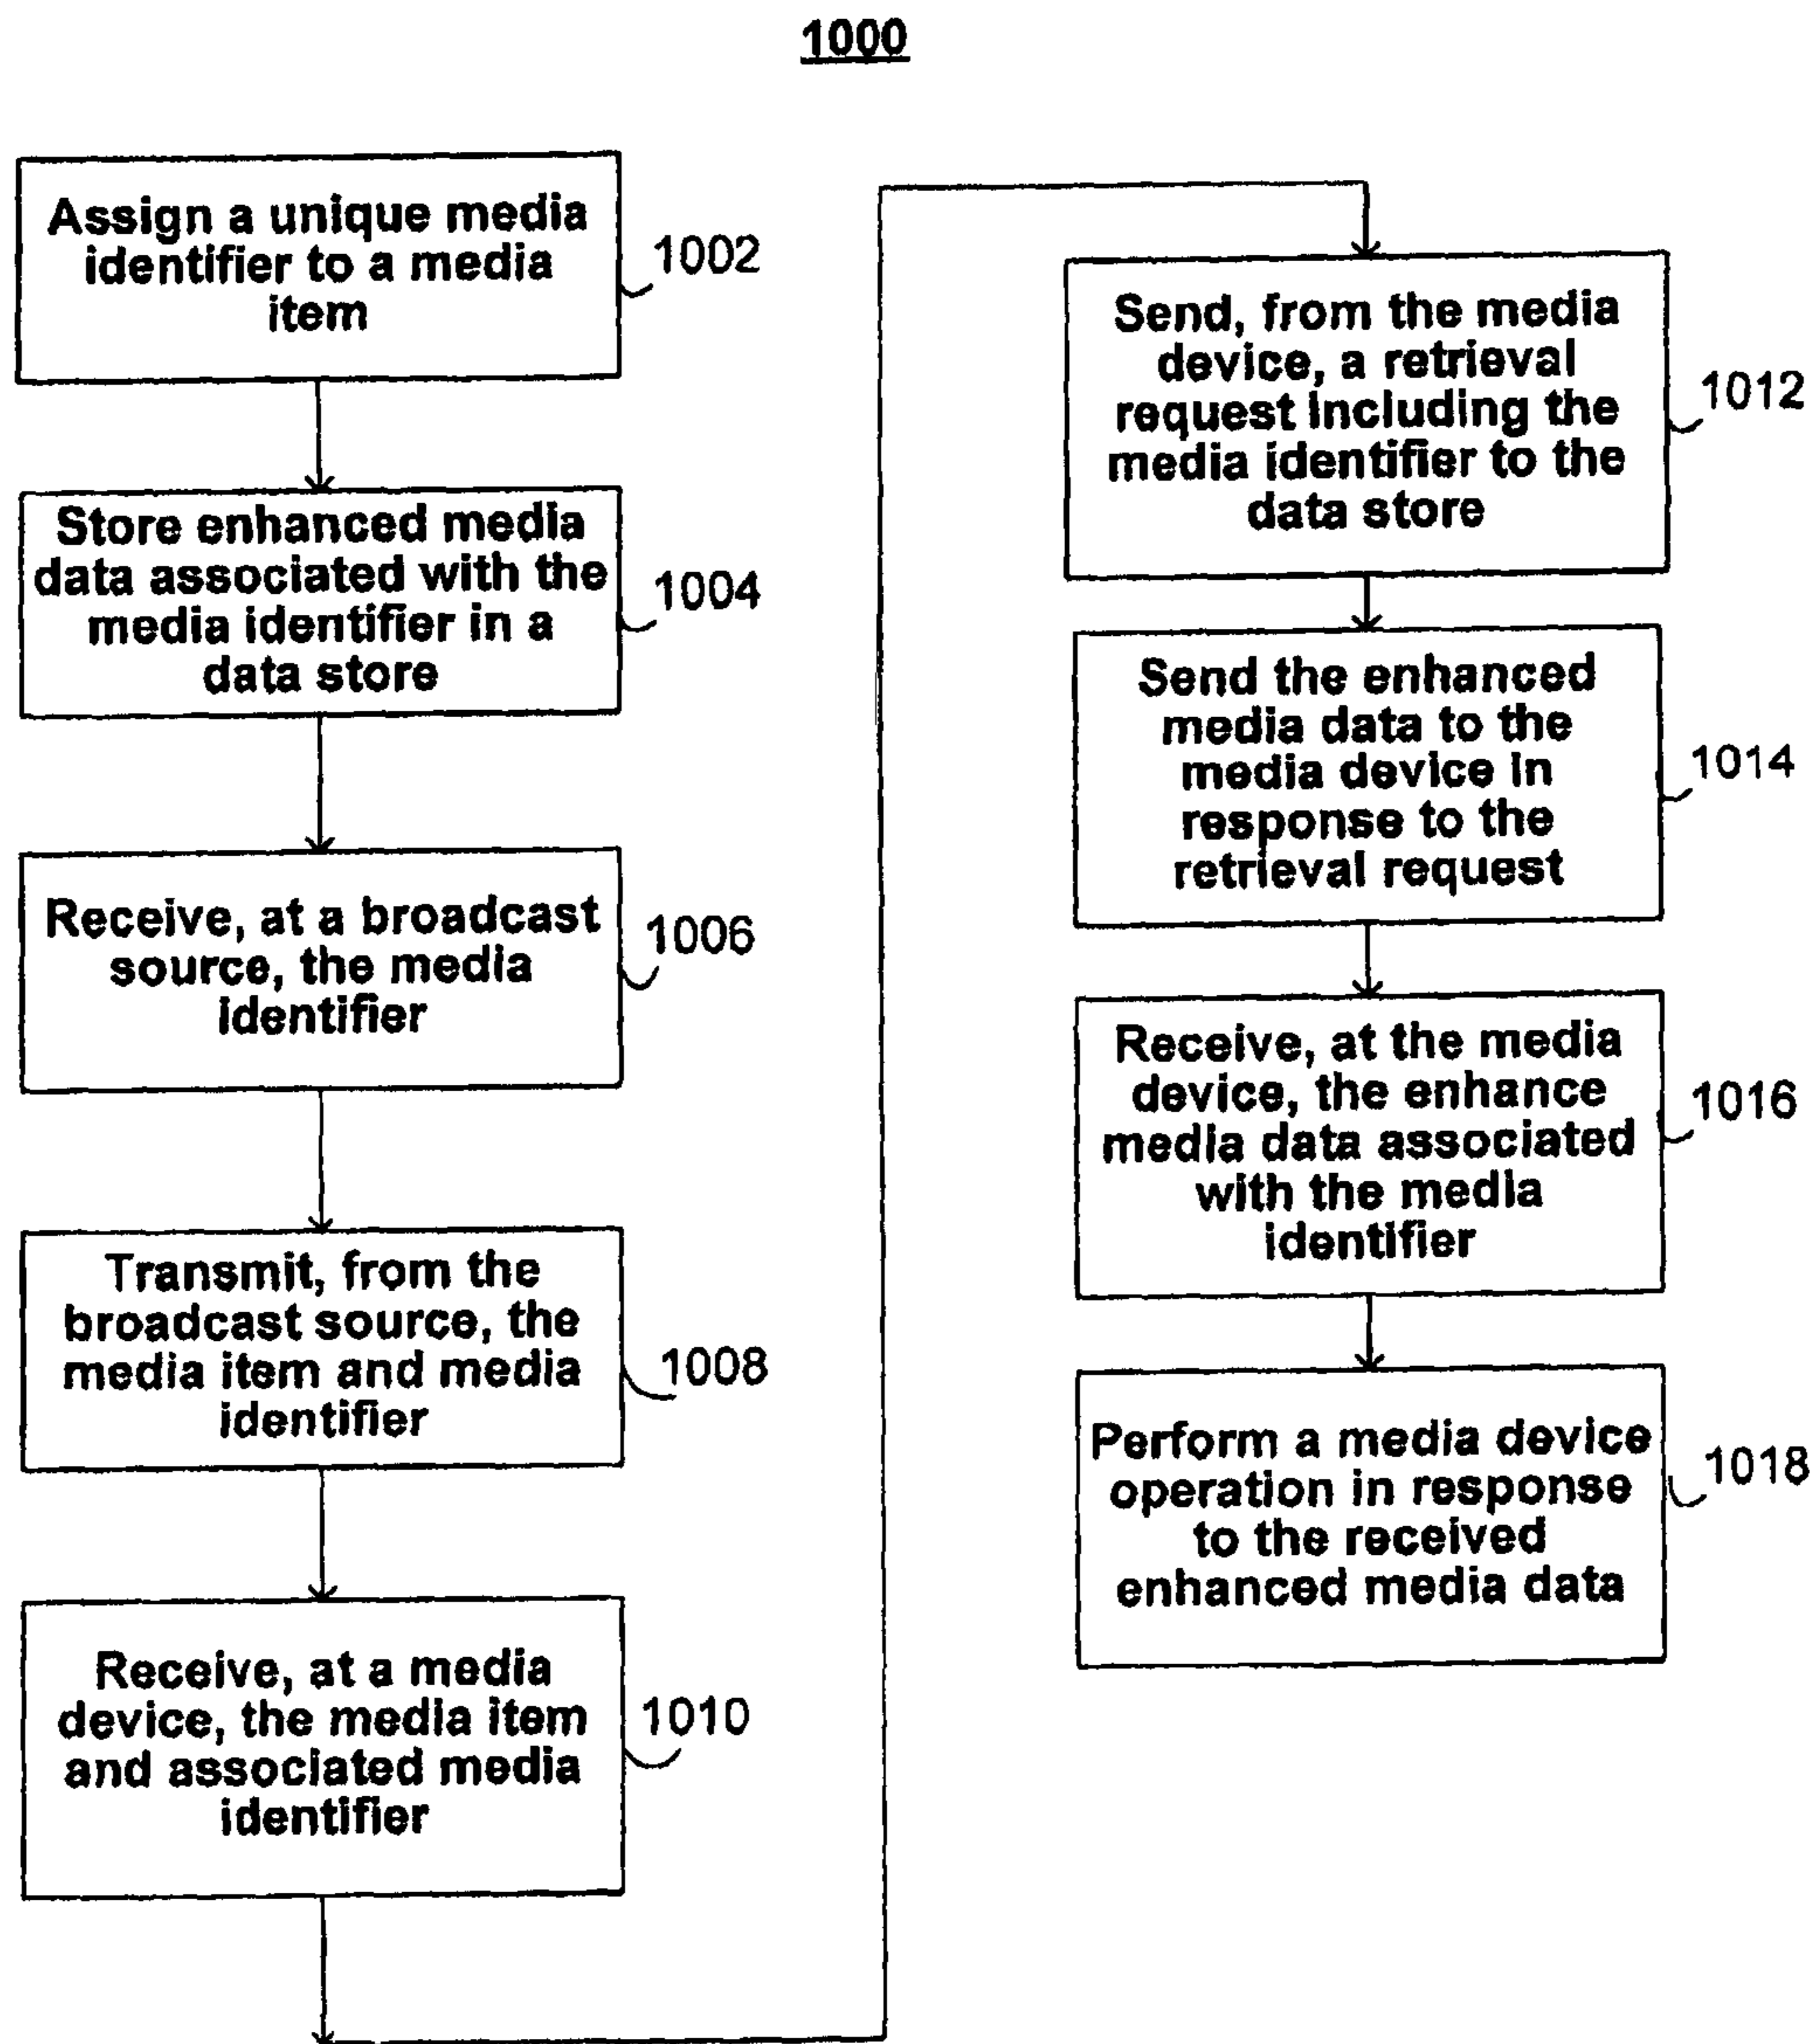 1000
Assign a unique media
identifier to a media
item
1002
Store enhanced media
data associated with the
media identifier in a
data store
1004
Receive, at a broadcast
source, the media
identifier
1006
Transmit, from the
broadcast source, the
media item and media
identifier
1008
Receive, at a media
device, the media item
and associated media
identifier
1010
Send, from the media
device, a retrieval
request including the
media identifier to the
data store
1012
Send the enhanced
media data to the
media device in
response to the
retrieval request
1014
Receive, at the media
device, the enhance
media data associated
with the media
identifier
1016
Perform a media device
operation in response
to the received
enhanced media data
1018